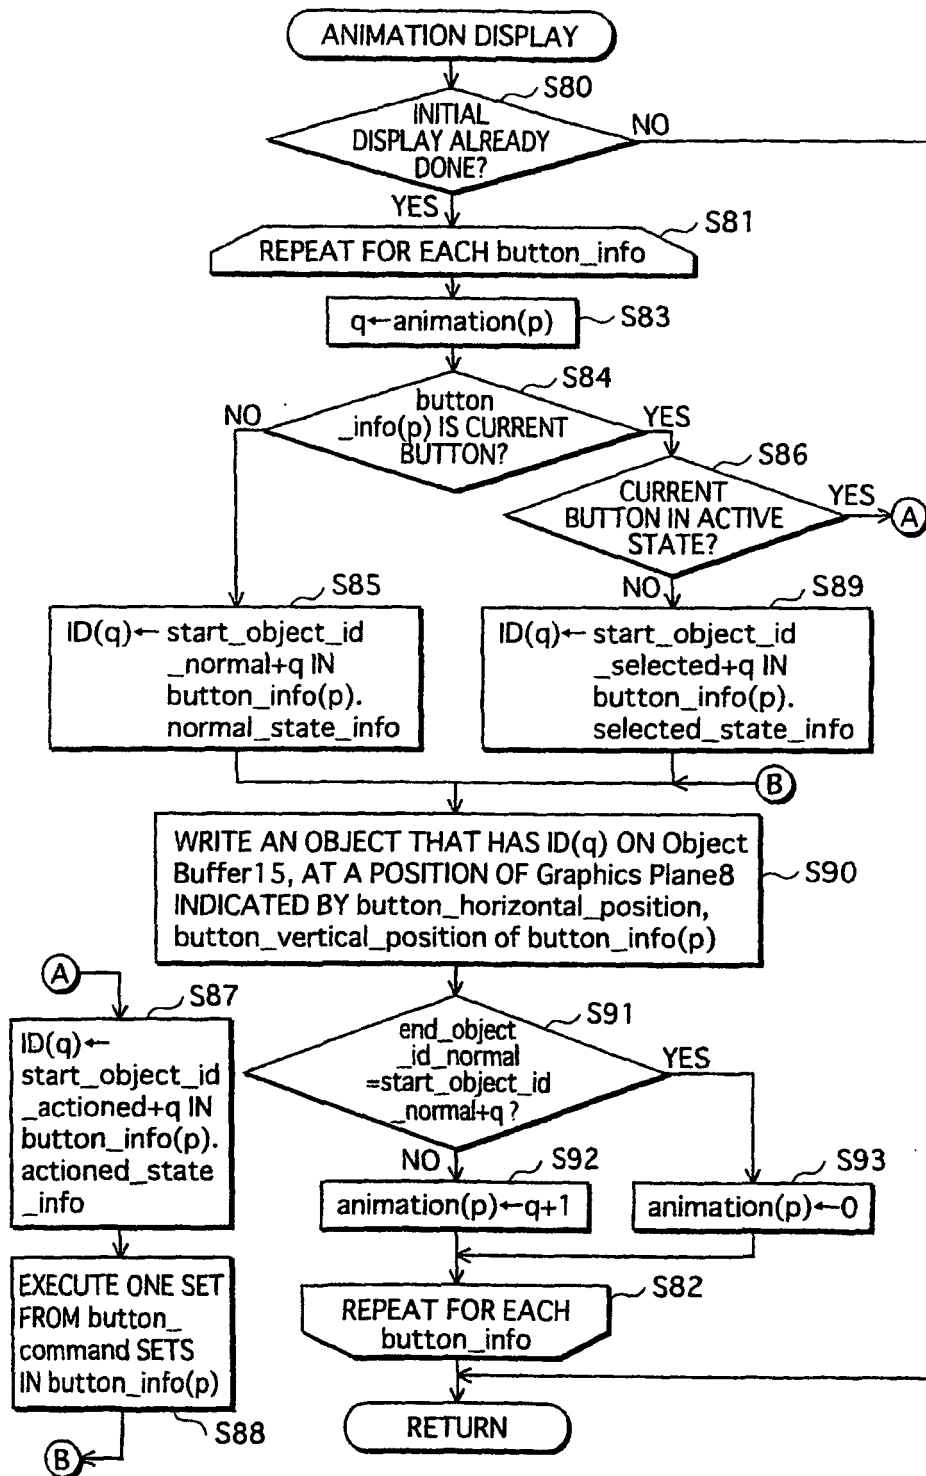 ANIMATION DISPLAY
S80
INITIAL
DISPLAY ALREADY
DONE?
NO
YES
S81
REPEAT FOR EACH button_info
q←animation(p)
S83
S84
button
_info(p) IS CURRENT
BUTTON?
NO
YES
S86
CURRENT
BUTTON IN ACTIVE
STATE?
YES
A
NO
S85
ID(q)← start_object_id
_normal+q IN
button_info(p).
normal_state_info
S89
ID(q)← start_object_id
_selected+q IN
button_info(p).
selected_state_info
B
WRITE AN OBJECT THAT HAS ID(q) ON Object
Buffer15, AT A POSITION OF Graphics Plane8
INDICATED BY button_horizontal_position,
button_vertical_position of button_info(p)
S90
A
S87
ID(q)←
start_object_id
_actioned+q IN
button_info(p).
actioned_state
_info
EXECUTE ONE SET
FROM button_
command SETS
IN button_info(p)
S88
B
S91
end_object
_id_normal
=start_object_id
_normal+q ?
YES
NO
S92
animation(p)←q+1
S93
animation(p)←0
S82
REPEAT FOR EACH
button_info
RETURN